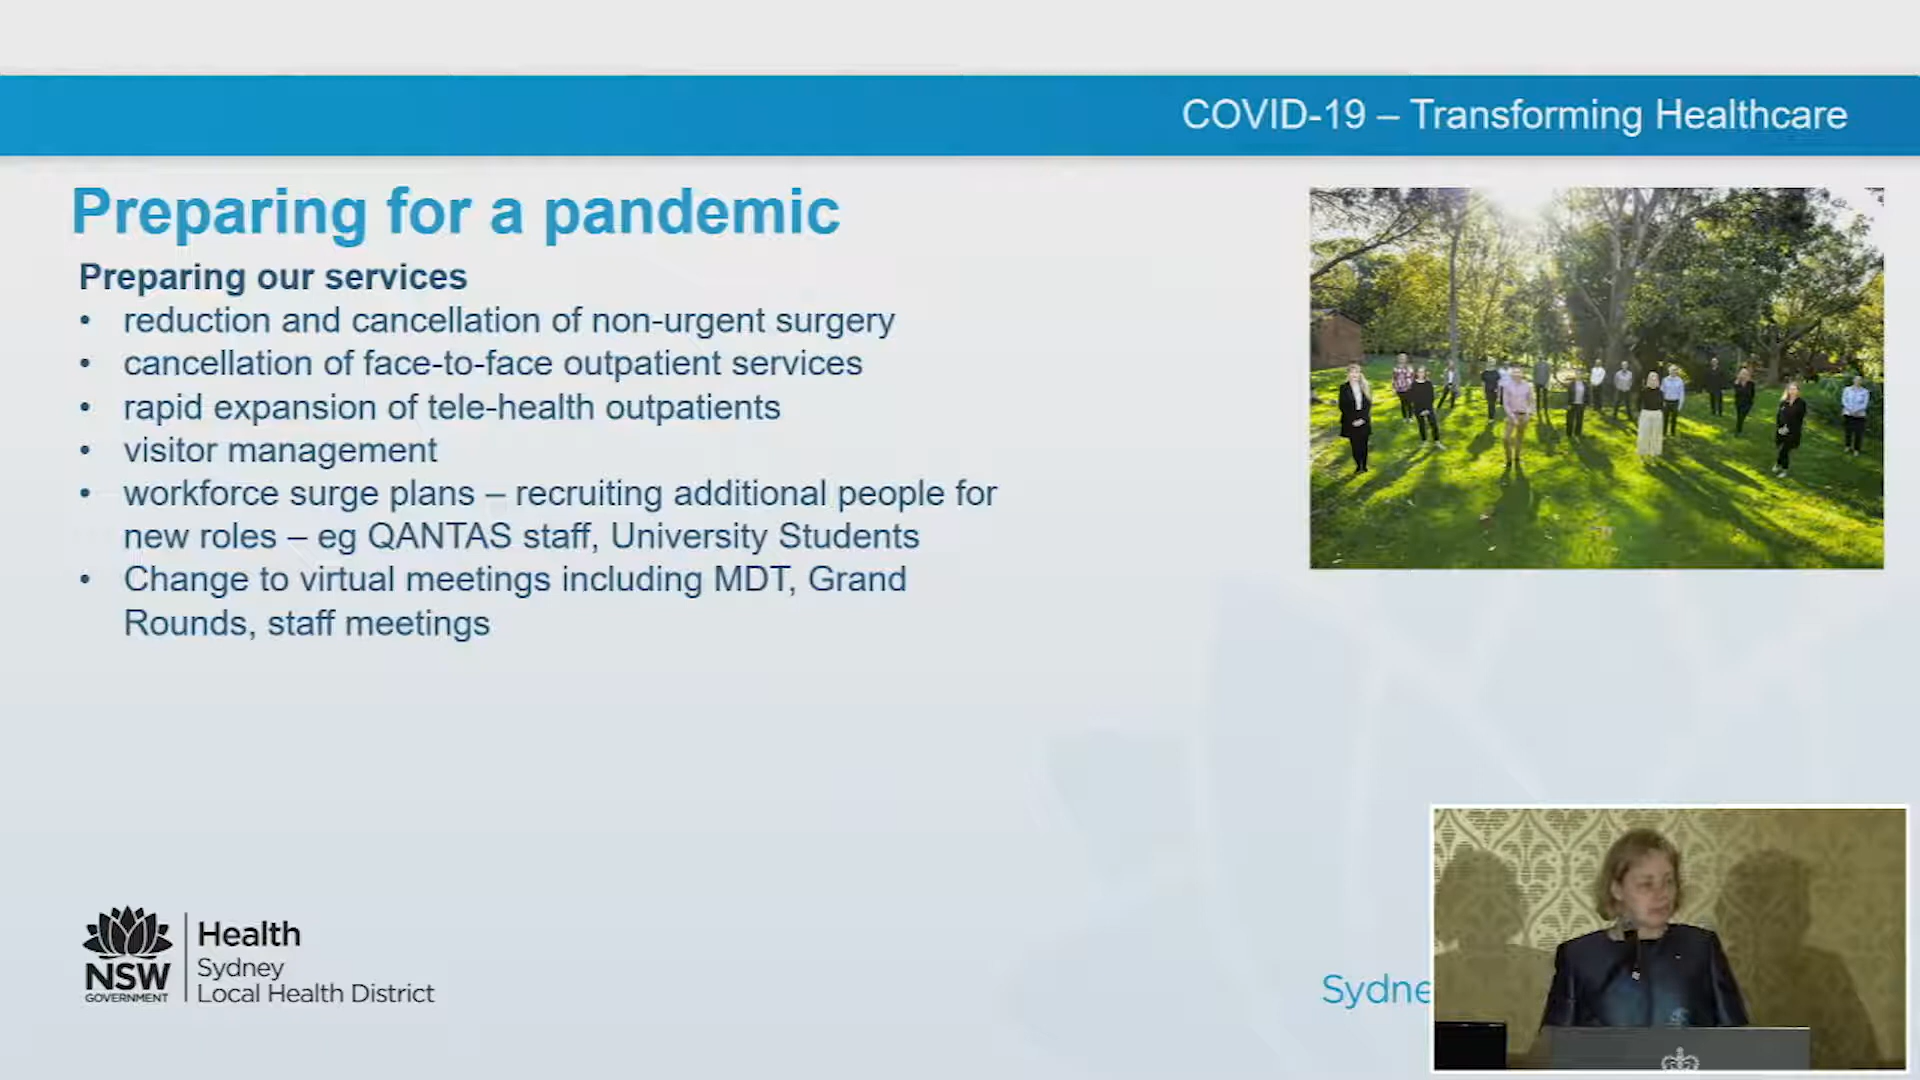 COVID-19 – Transforming Healthcare
Preparing for a pandemic
Preparing our services
• reduction and cancellation of non-urgent surgery
• cancellation of face-to-face outpatient services
• rapid expansion of tele-health outpatients
• visitor management
• workforce surge plans – recruiting additional people for
new roles – eg QANTAS staff, University Students
• Change to virtual meetings including MDT, Grand
Rounds, staff meetings
NSW
GOVERNMENT
Health
Sydney
Local Health District